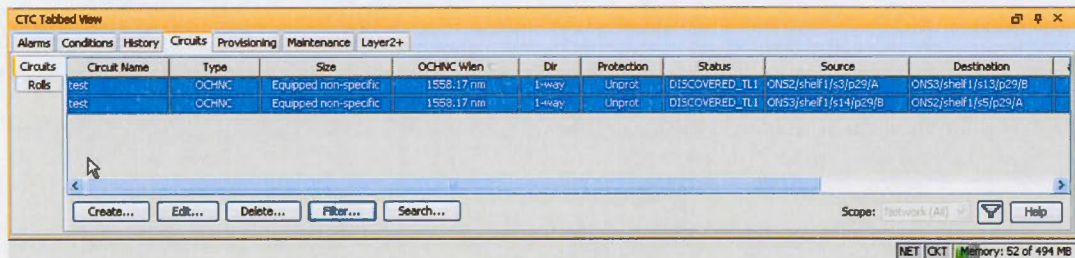 CTC Tabbed View
Alarms Conditions History Circuits Provisioning Maintenance Layer2+
Circuits Circuit Name Type Size OCHNC Wlen Dir Protection Status Source Destination
Rolls test OCHNC Equipped non-specific 1558.17 nm 1-way Unprot DISCOVERED_TL1 ONS2/shelf1/s3/p29/A ONS3/shelf1/s13/p29/B
test OCHNC Equipped non-specific 1558.17 nm 1-way Unprot DISCOVERED_TL1 ONS3/shelf1/s14/p29/B ONS2/shelf1/s5/p29/A
Create... Edit... Delete... Filter... Search... Scope: Network (All) Help
NET CKT Memory: 52 of 494 MB